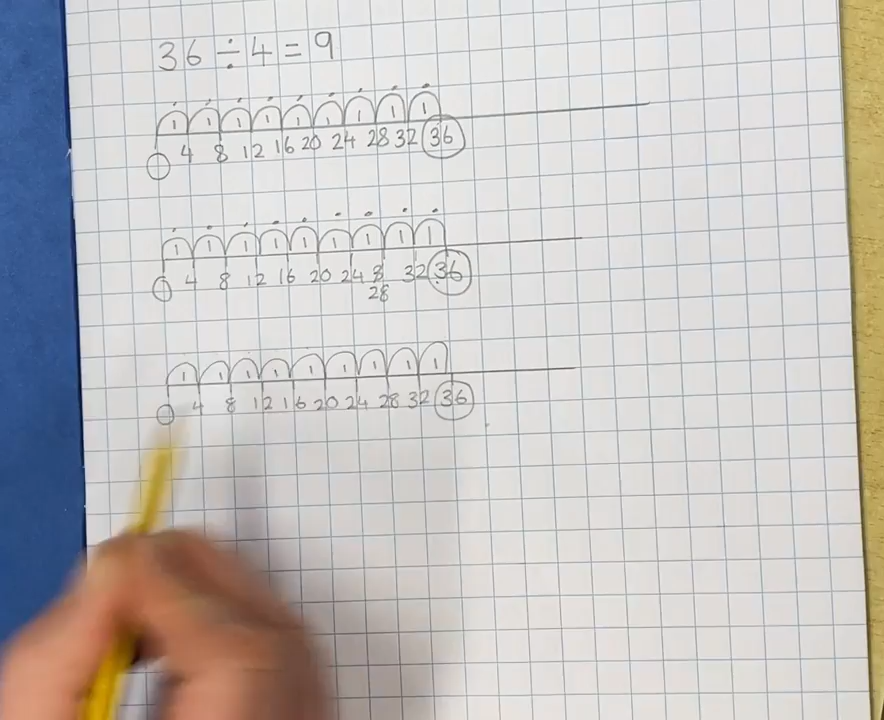 36 ÷ 4 = 9
1 1 1 1 1 1 1 1 1
0 4 8 12 16 20 24 28 32 36
1 1 1 1 1 1 1 1 1
0 4 8 12 16 20 24 8 32 36
28
1 1 1 1 1 1 1 1 1
0 4 8 12 16 20 24 28 32 36